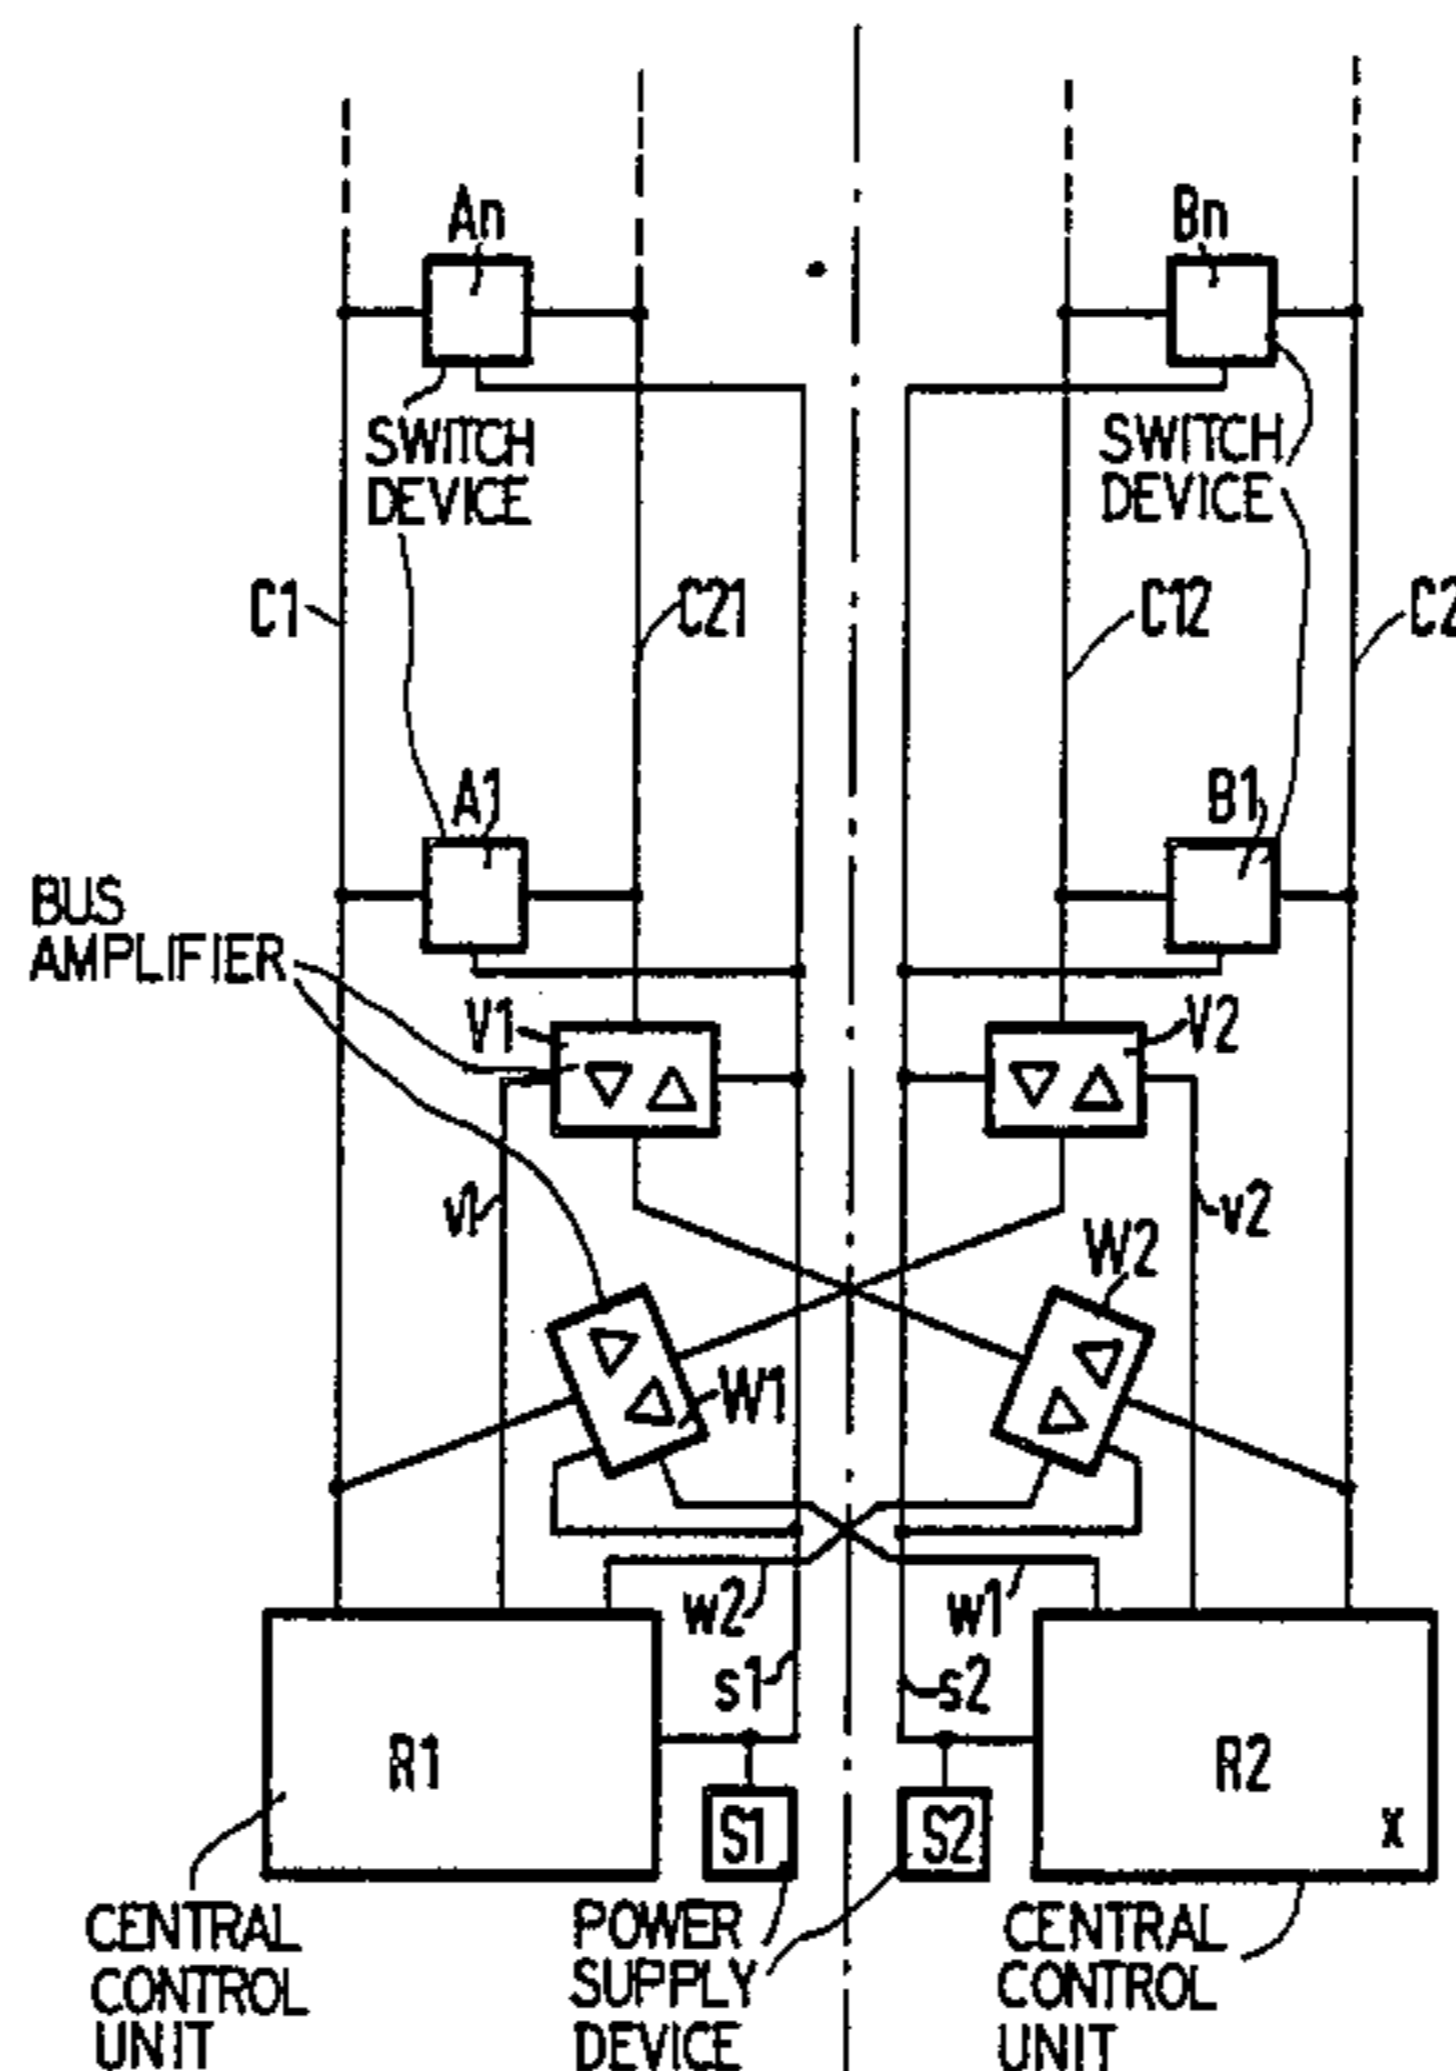 An
Bn
SWITCH
DEVICE
SWITCH
DEVICE
C1
C21
C12
C2
A1
B1
BUS
AMPLIFIER
V1
V2
v1
v2
W2
W1
w2
w1
s1
s2
R1
S1
S2
R2
X
CENTRAL
CONTROL
UNIT
POWER
SUPPLY
DEVICE
CENTRAL
CONTROL
UNIT